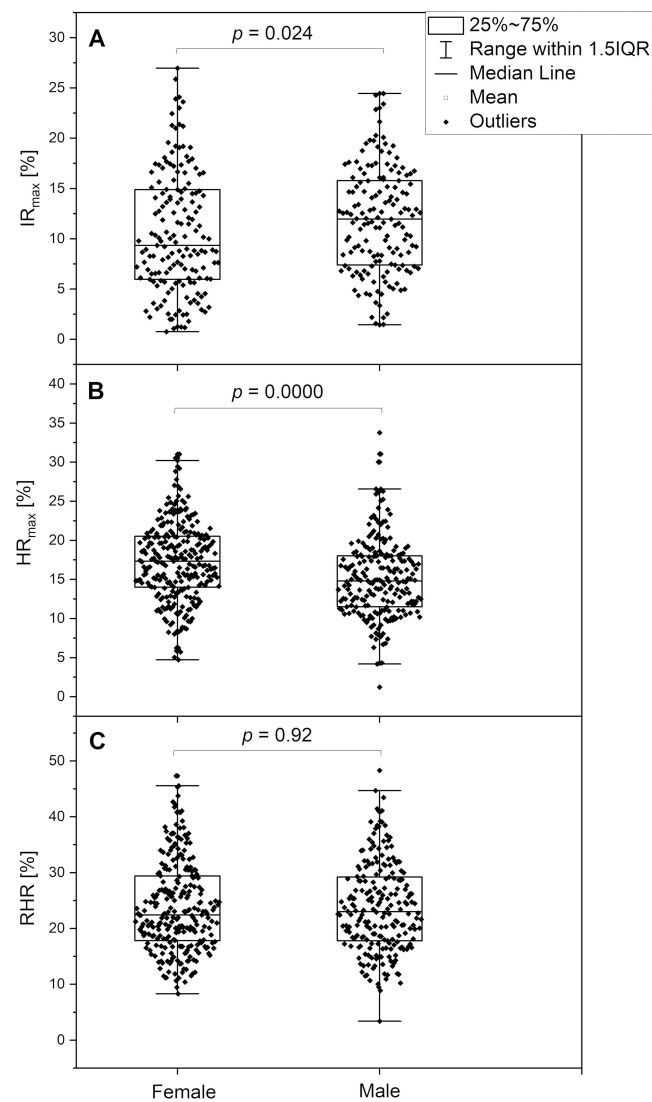 A
p = 0.024
25%~75%
Range within 1.5IQR
Median Line
Mean
Outliers
30
25
20
15
10
5
0
IRmax [%]
B
p = 0.0000
40
35
30
25
20
15
10
5
0
HRmax [%]
C
p = 0.92
50
40
30
20
10
0
RHR [%]
Female
Male